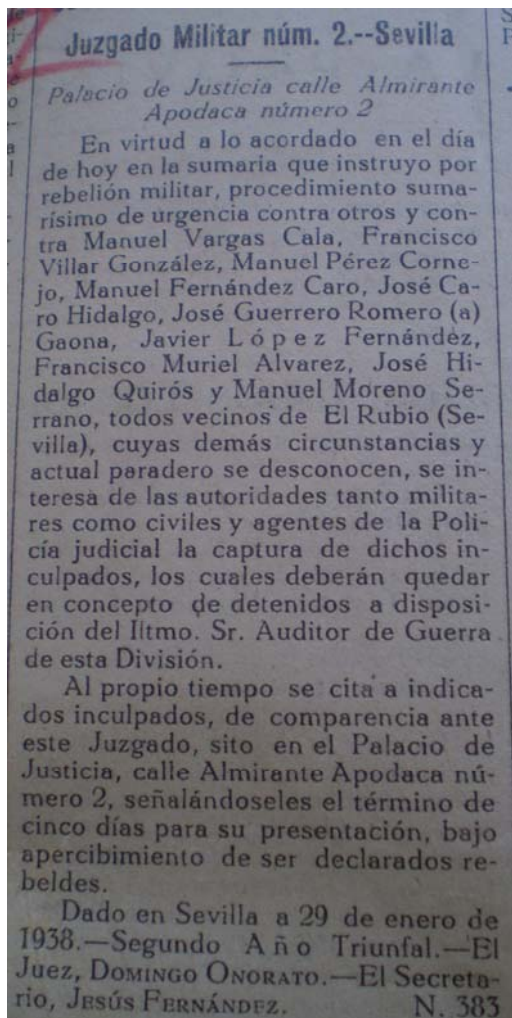 Juzgado Militar núm. 2.--Sevilla
Palacio de Justicia calle Almirante
Apodaca número 2
En virtud a lo acordado en el día
de hoy en la sumaria que instruyo por
rebelión militar, procedimiento suma-
rísimo de urgencia contra otros y con-
tra Manuel Vargas Cala, Francisco
Villar González, Manuel Pérez Corne-
jo, Manuel Fernández Caro, José Ca-
ro Hidalgo, José Guerrero Romero (a)
Gaona, Javier López Fernández,
Francisco Muriel Alvarez, José Hi-
dalgo Quirós y Manuel Moreno Se-
rrano, todos vecinos de El Rubio (Se-
villa), cuyas demás circunstancias y
actual paradero se desconocen, se in-
teresa de las autoridades tanto milita-
res como civiles y agentes de la Poli-
cía judicial la captura de dichos in-
culpados, los cuales deberán quedar
en concepto de detenidos a disposi-
ción del Iltmo. Sr. Auditor de Guerra
de esta División.
Al propio tiempo se cita a indica-
dos inculpados, de comparencia ante
este Juzgado, sito en el Palacio de
Justicia, calle Almirante Apodaca nú-
mero 2, señalándoseles el término de
cinco días para su presentación, bajo
apercibimiento de ser declarados re-
beldes.
Dado en Sevilla a 29 de enero de
1938.—Segundo Año Triunfal.—El
Juez, DOMINGO ONORATO.—El Secreta-
rio, JESÚS FERNÁNDEZ. N. 383